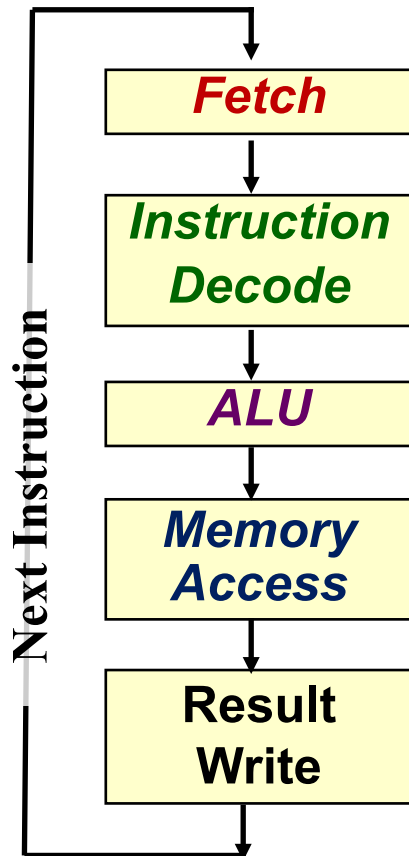 Fetch
Instruction
Decode
ALU
Memory
Access
Result
Write
Next Instruction